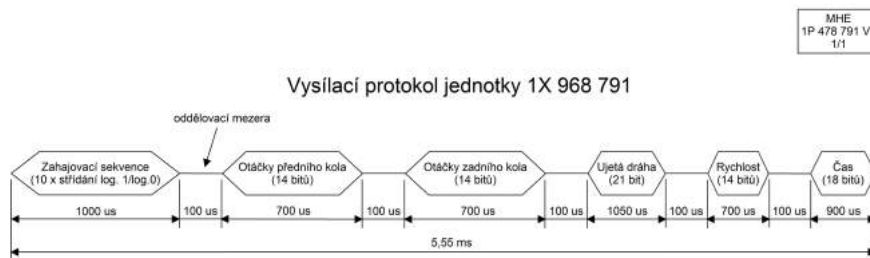 MHE
1P 478 791 V
1/1
Vysílací protokol jednotky 1X 968 791
oddělovací mezera
Zahajovací sekvence
(10 x střídání log. 1/log.0)
Otáčky předního kola
(14 bitů)
Otáčky zadního kola
(14 bitů)
Ujetá dráha
(21 bit)
Rychlost
(14 bitů)
Čas
(18 bitů)
1000 us
100 us
700 us
100 us
700 us
100 us
1050 us
100 us
700 us
100 us
900 us
5,55 ms